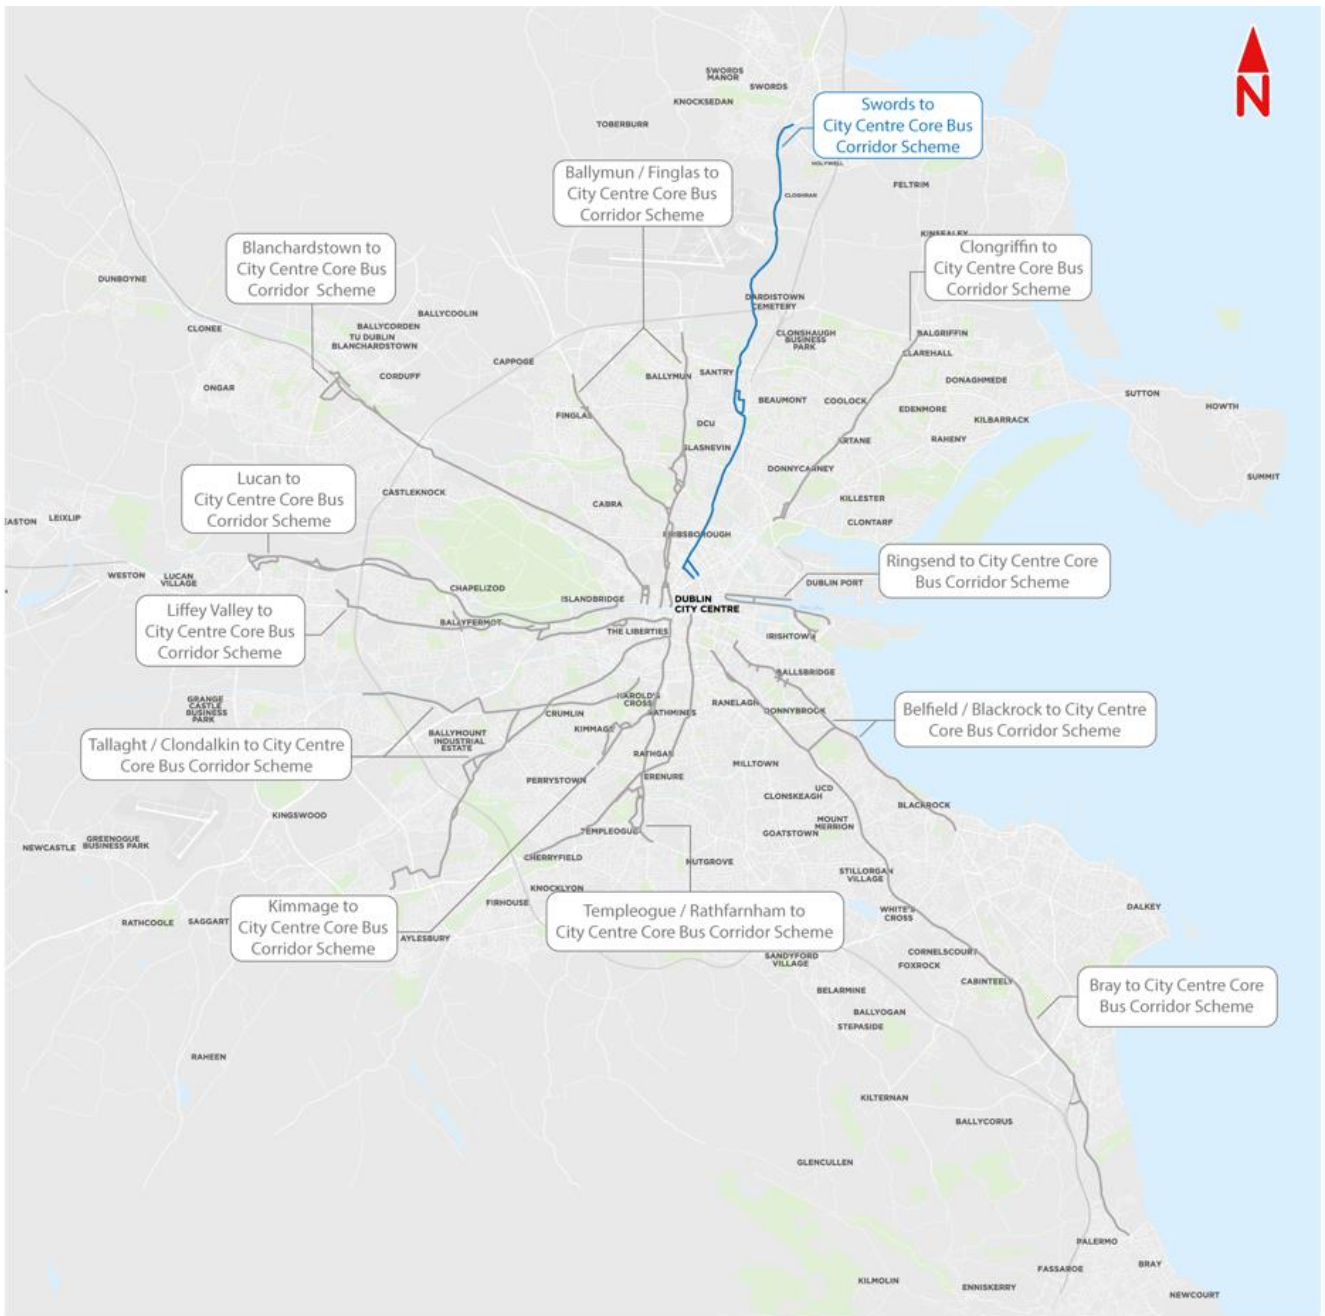 N
SWORDS
MANOR
SWORDS
KNOCKSEDAN
TOBERBURR
Swords to
City Centre Core Bus
Corridor Scheme
HOLYWELL
FELTRIM
CLOGHRAN
Ballymun / Finglas to
City Centre Core Bus
Corridor Scheme
KINSEALEY
Clongriffin to
City Centre Core Bus
Corridor Scheme
Blanchardstown to
City Centre Core Bus
Corridor Scheme
DUNBOYNE
DARDISTOWN
CEMETERY
BALLYCOOLIN
CLONEE
BALLYCORDEN
TU DUBLIN
BLANCHARDSTOWN
CLONSHAUGH
BUSINESS
PARK
BALGRIFFIN
CLAREHALL
CAPPOGE
ONGAR
CORDUFF
BALLYMUN
SANTRY
DONAGHMEDE
SUTTON
HOWTH
BEAUMONT
COOLOCK
EDENMORE
KILBARRACK
FINGLAS
DCU
GLASNEVIN
ARTANE
RAHENY
DONNYCARNEY
SUMMIT
Lucan to
City Centre Core Bus
Corridor Scheme
CASTLEKNOCK
CABRA
KILLESTER
CLONTARF
EASTON
LEIXLIP
PHIBSBOROUGH
Ringsend to City Centre Core
Bus Corridor Scheme
WESTON
LUCAN
VILLAGE
CHAPELIZOD
ISLANDBRIDGE
DUBLIN PORT
DUBLIN
CITY CENTRE
Liffey Valley to
City Centre Core Bus
Corridor Scheme
BALLYFERMOT
THE LIBERTIES
IRISHTOWN
BALLSBRIDGE
GRANGE
CASTLE
BUSINESS
PARK
HAROLD'S
CROSS
RANELAGH
DONNYBROOK
CRUMLIN
RATHMINES
KIMMAGE
Belfield / Blackrock to City Centre
Core Bus Corridor Scheme
Tallaght / Clondalkin to City Centre
Core Bus Corridor Scheme
BALLYMOUNT
INDUSTRIAL
ESTATE
RATHGAR
MILLTOWN
PERRYSTOWN
TERENURE
UCD
CLONSKEAGH
BLACKROCK
KINGSWOOD
MOUNT
MERRION
GOATSTOWN
TEMPLEOGUE
NEWCASTLE
GREENOGUE
BUSINESS PARK
CHERRYFIELD
NUTGROVE
STILLORGAN
VILLAGE
KNOCKLYON
FIRHOUSE
RATHCOOLE
SAGGART
Kimmage to
City Centre Core Bus
Corridor Scheme
AYLESBURY
Templeogue / Rathfarnham to
City Centre Core Bus Corridor Scheme
WHITE'S
CROSS
DALKEY
SANDYFORD
VILLAGE
CORNELSCOURT
FOXROCK
CABINTEELY
Bray to City Centre Core
Bus Corridor Scheme
BELARMINE
BALLYOGAN
STEPASIDE
RAHEEN
KILTERNAN
BALLYCORUS
GLENCULLEN
PALERMO
FASSAROE
BRAY
KILMOLIN
ENNISKERRY
NEWCOURT